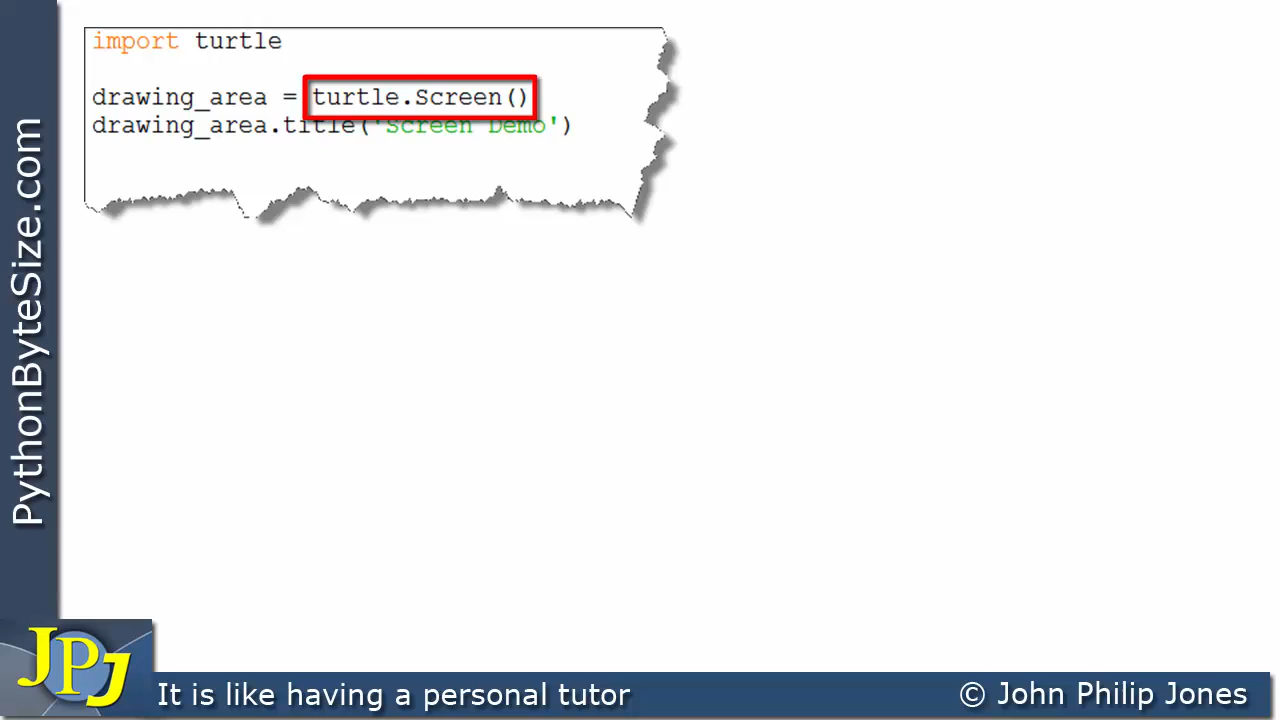 import turtle
drawing_area = turtle.Screen()
drawing_area.title('Screen Demo')
PythonByteSize.com
JPJ
It is like having a personal tutor
© John Philip Jones